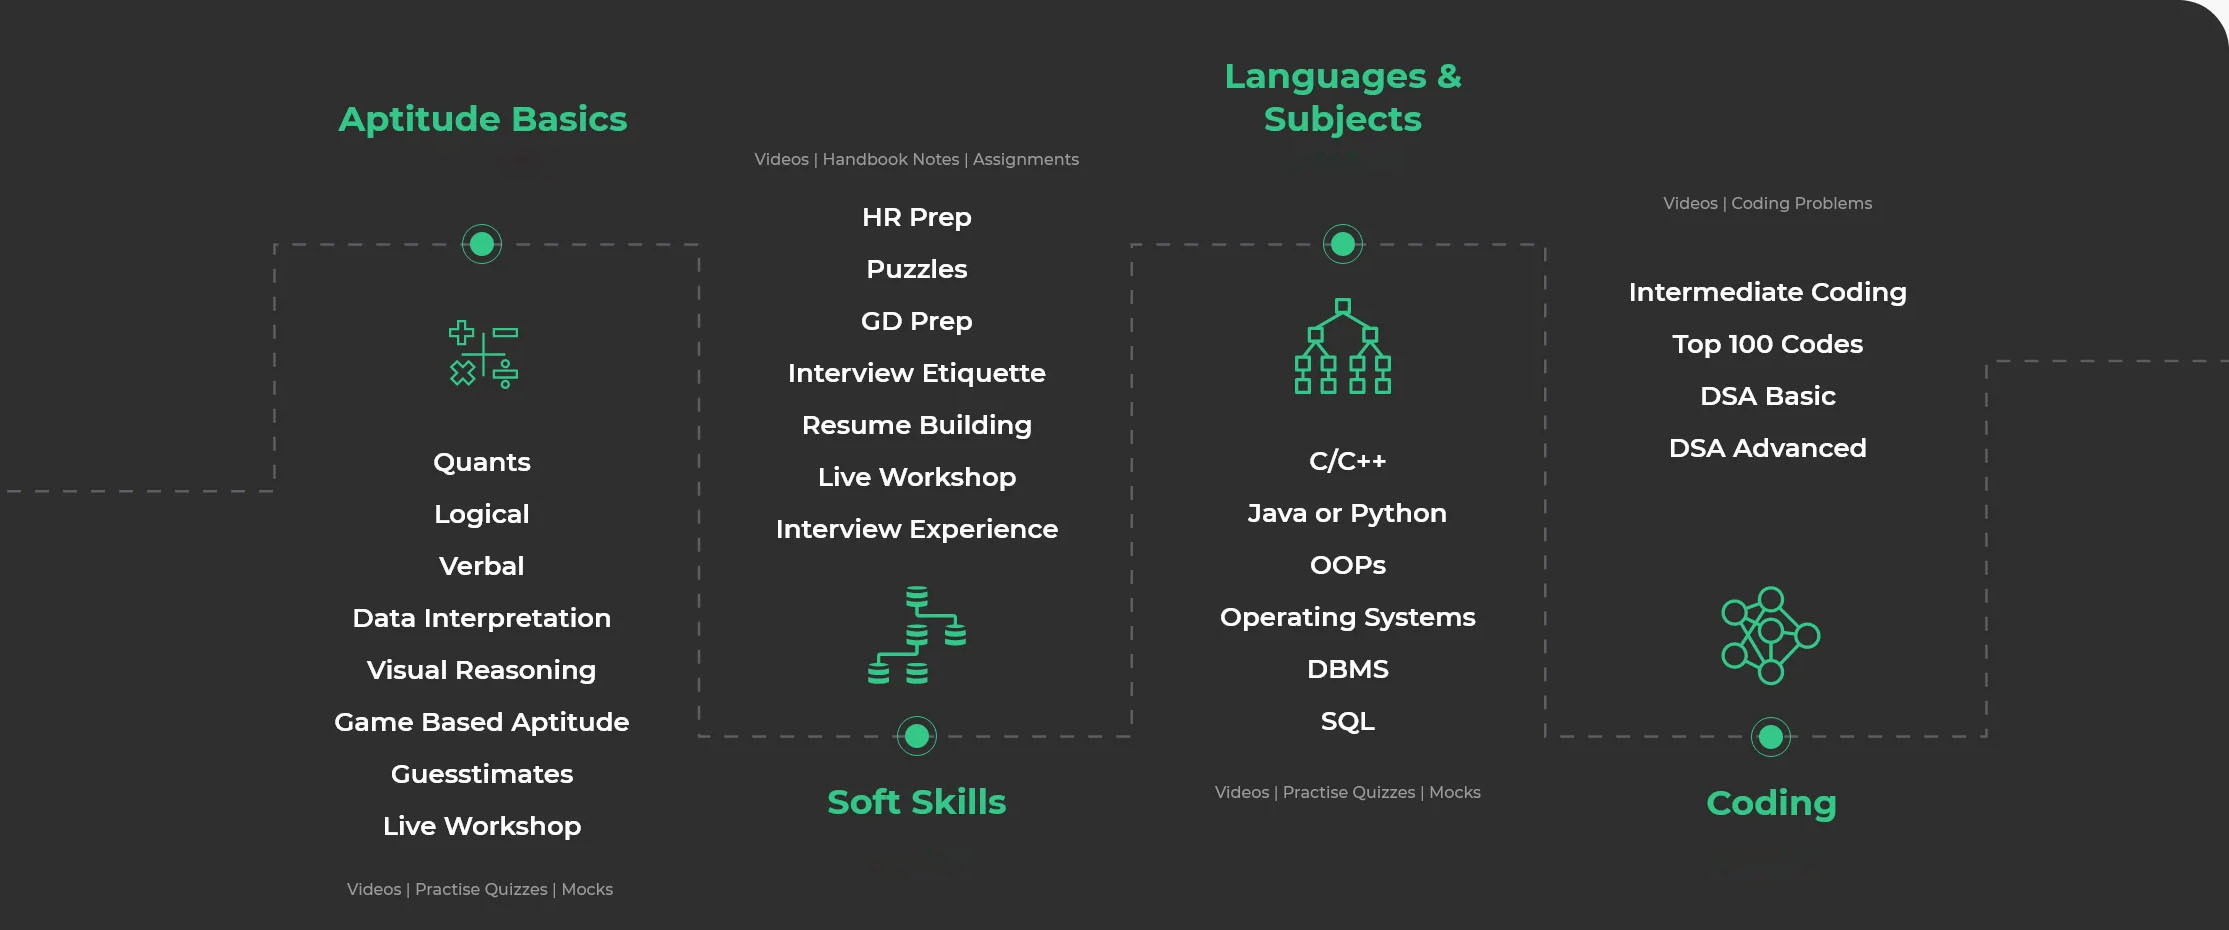 Aptitude Basics
Quants
Logical
Verbal
Data Interpretation
Visual Reasoning
Game Based Aptitude
Guesstimates
Live Workshop
Videos | Practise Quizzes | Mocks
Videos | Handbook Notes | Assignments
HR Prep
Puzzles
GD Prep
Interview Etiquette
Resume Building
Live Workshop
Interview Experience
Soft Skills
Languages &
Subjects
C/C++
Java or Python
OOPs
Operating Systems
DBMS
SQL
Videos | Practise Quizzes | Mocks
Videos | Coding Problems
Intermediate Coding
Top 100 Codes
DSA Basic
DSA Advanced
Coding